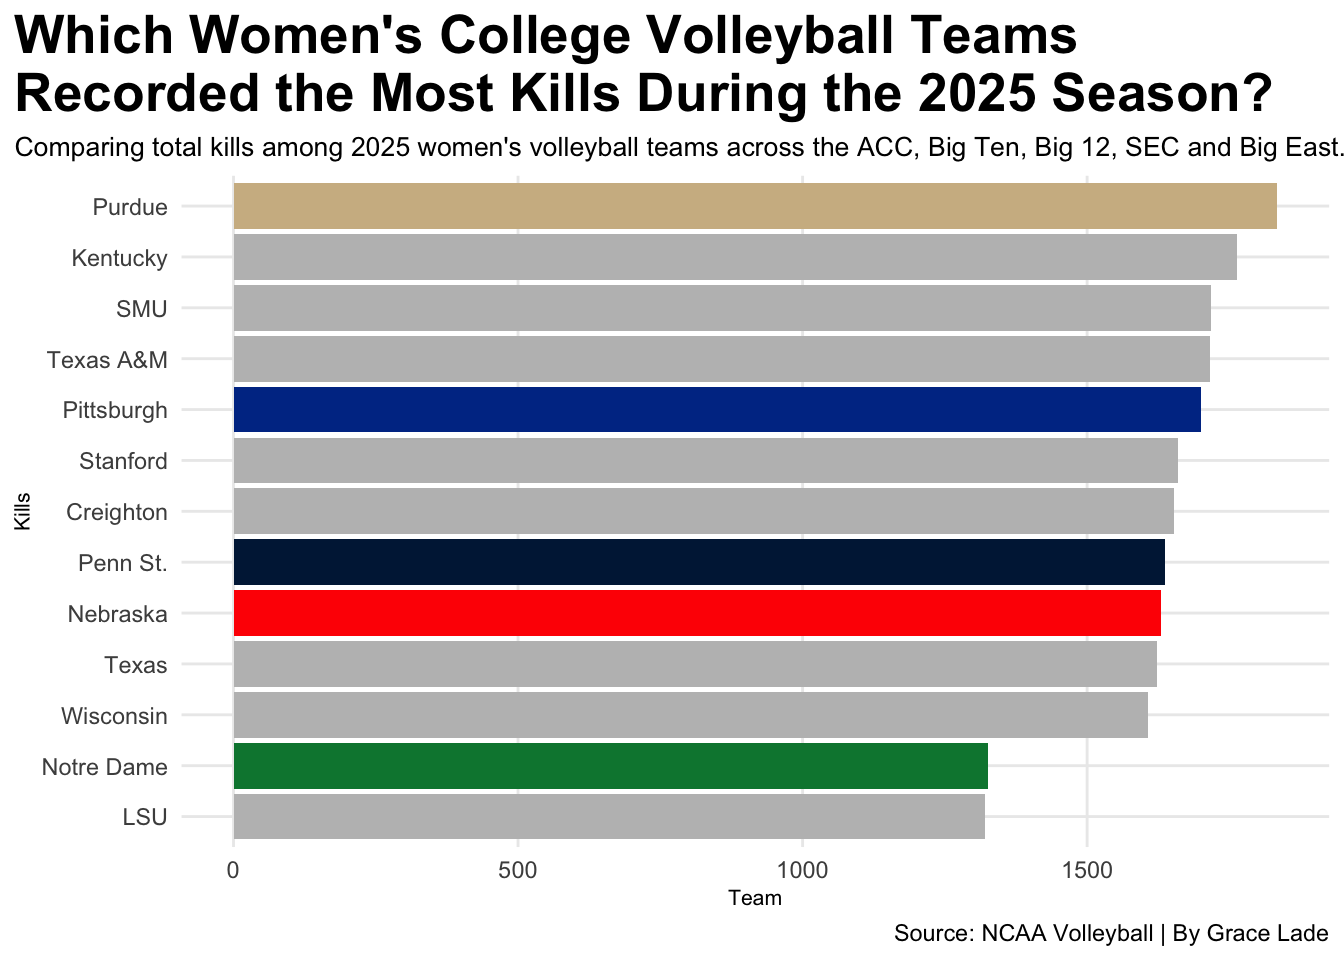 Which Women's College Volleyball Teams
Recorded the Most Kills During the 2025 Season?
Comparing total kills among 2025 women's volleyball teams across the ACC, Big Ten, Big 12, SEC and Big East.
Purdue
Kentucky
SMU
Texas A&M
Pittsburgh
Stanford
Creighton
Penn St.
Nebraska
Texas
Wisconsin
Notre Dame
LSU
Kills
0 500 1000 1500
Team
Source: NCAA Volleyball | By Grace Lade